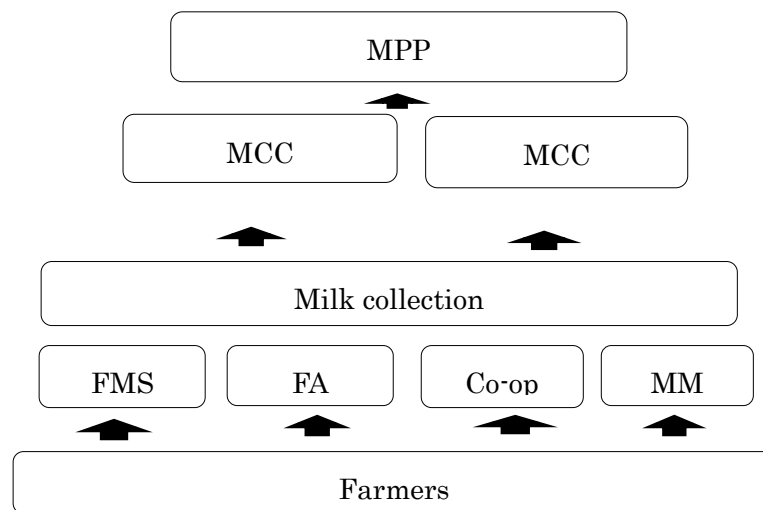 MPP
MCC
MCC
Milk collection
FMS
FA
Co-op
MM
Farmers